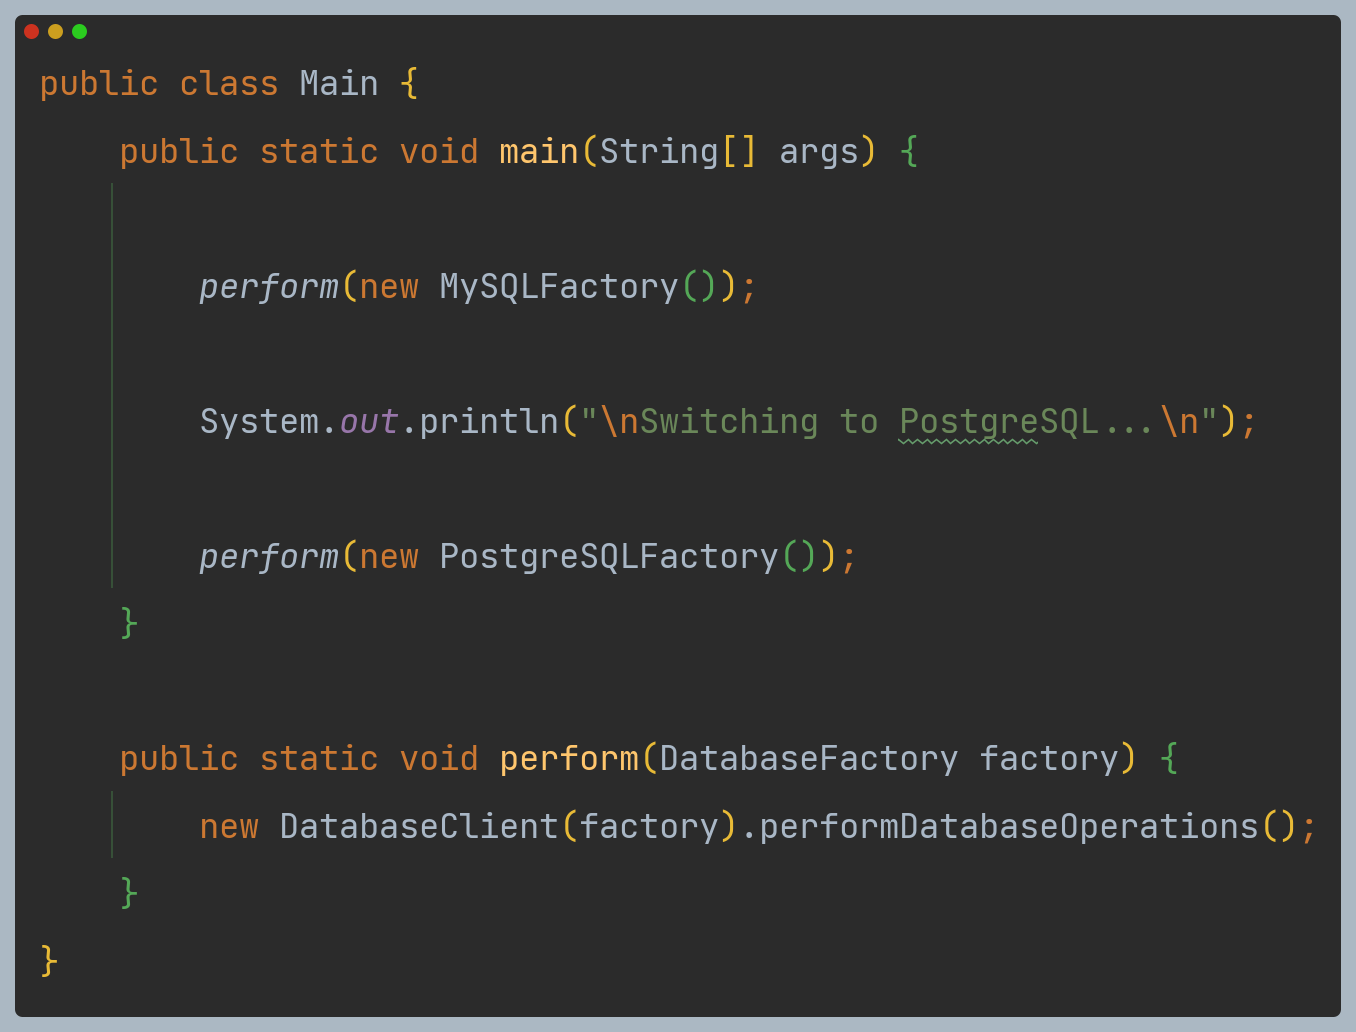 public class Main {
public static void main(String[] args) {
perform(new MySQLFactory());
System.out.println("\nSwitching to PostgreSQL...\n");
perform(new PostgreSQLFactory());
}
public static void perform(DatabaseFactory factory) {
new DatabaseClient(factory).performDatabaseOperations();
}
}